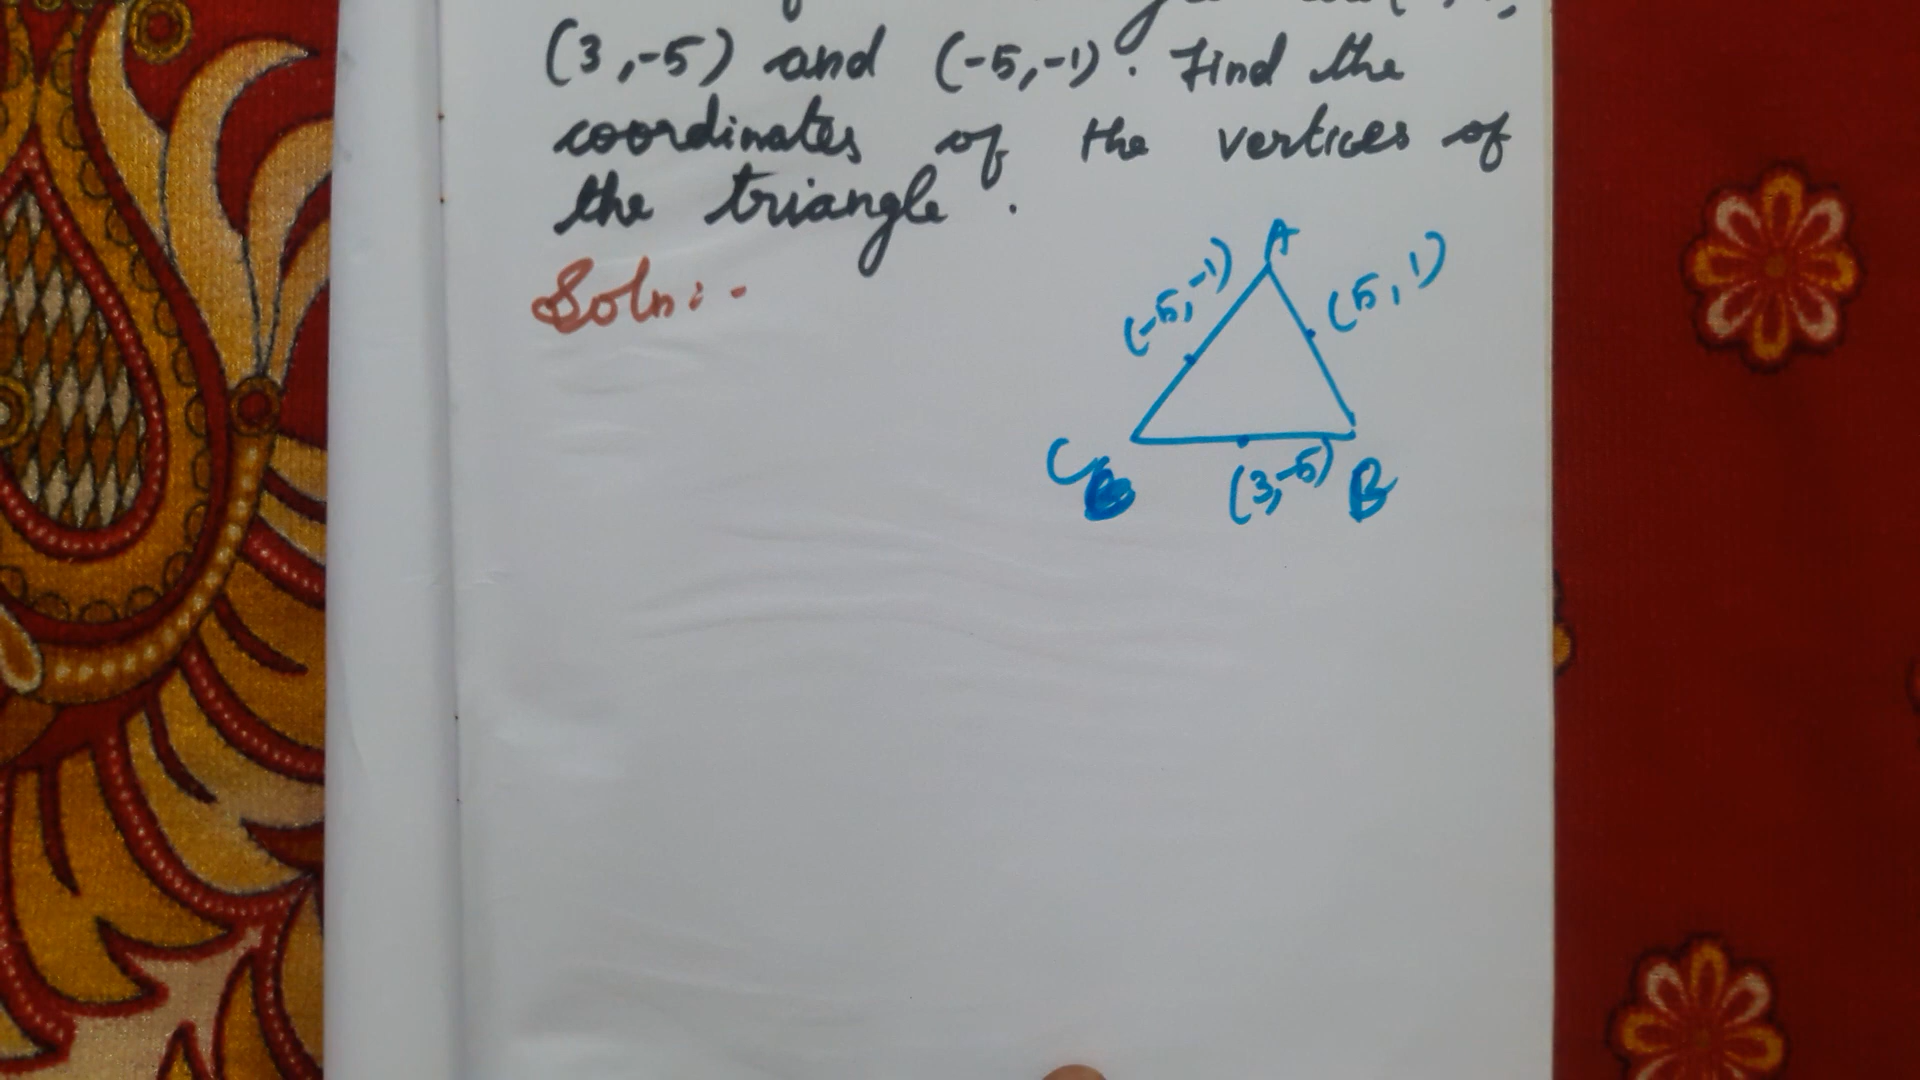 (3,-5) and (-5,-1). Find the
coordinates of the vertices of
the triangle.
Soln:-
A
(-5,-1)
(5,1)
C
(3,-5)
B